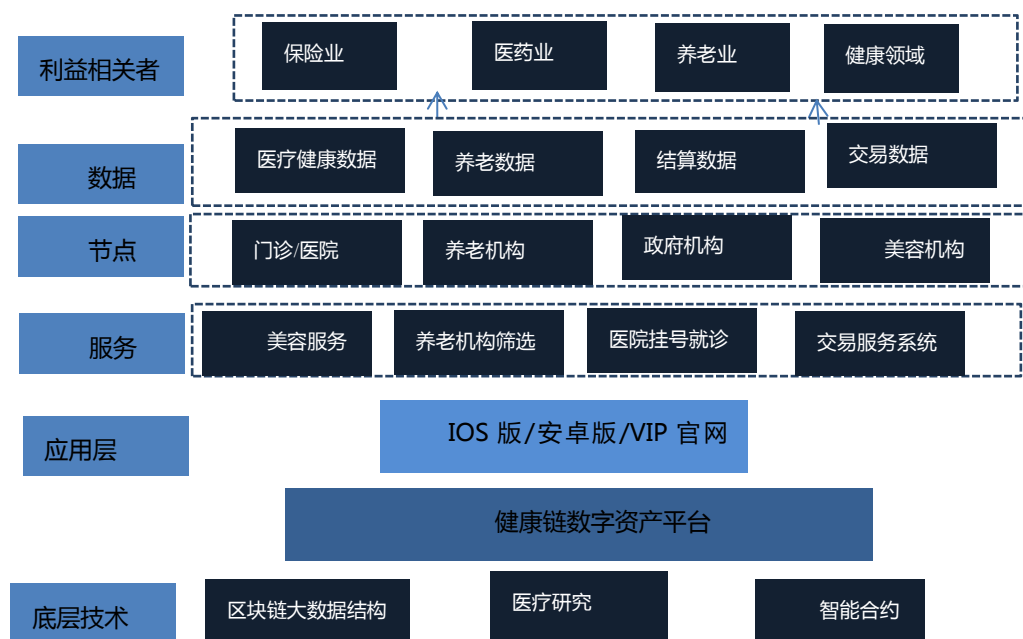 利益相关者
保险业
医药业
养老业
健康领域
数据
医疗健康数据
养老数据
结算数据
交易数据
节点
门诊/医院
养老机构
政府机构
美容机构
服务
美容服务
养老机构筛选
医院挂号就诊
交易服务系统
应用层
IOS 版/安卓版/VIP 官网
健康链数字资产平台
底层技术
区块链大数据结构
医疗研究
智能合约